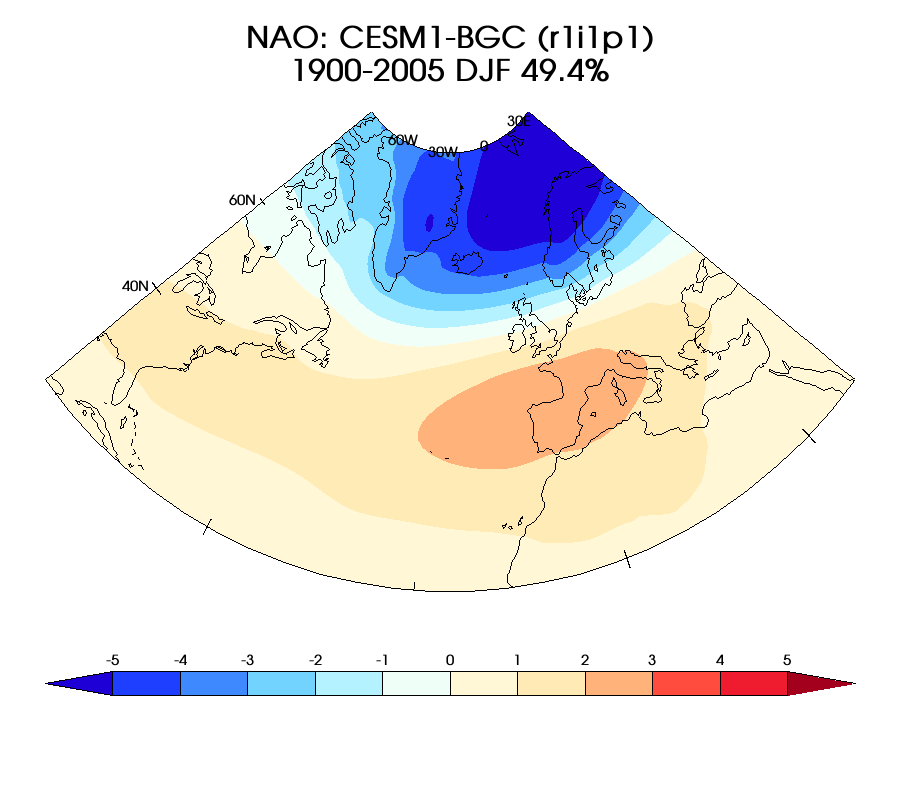 NAO: CESM1-BGC (r1i1p1)
1900-2005 DJF 49.4%
30E
60W
30W
0
60N
40N
-5 -4 -3 -2 -1 0 1 2 3 4 5